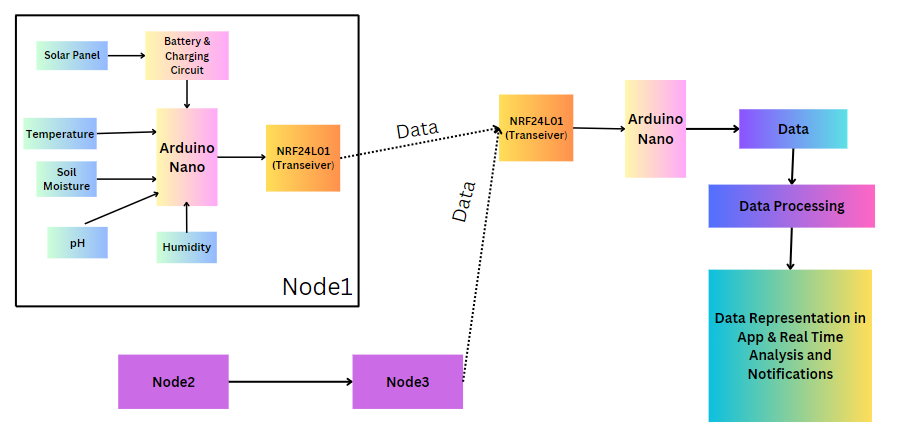 Solar Panel
Battery &
Charging
Circuit
Temperature
Soil
Moisture
pH
Humidity
Arduino
Nano
NRF24L01
(Transeiver)
Node1
Data
Data
Node2
Node3
NRF24L01
(Transeiver)
Arduino
Nano
Data
Data Processing
Data Representation in
App & Real Time
Analysis and
Notifications